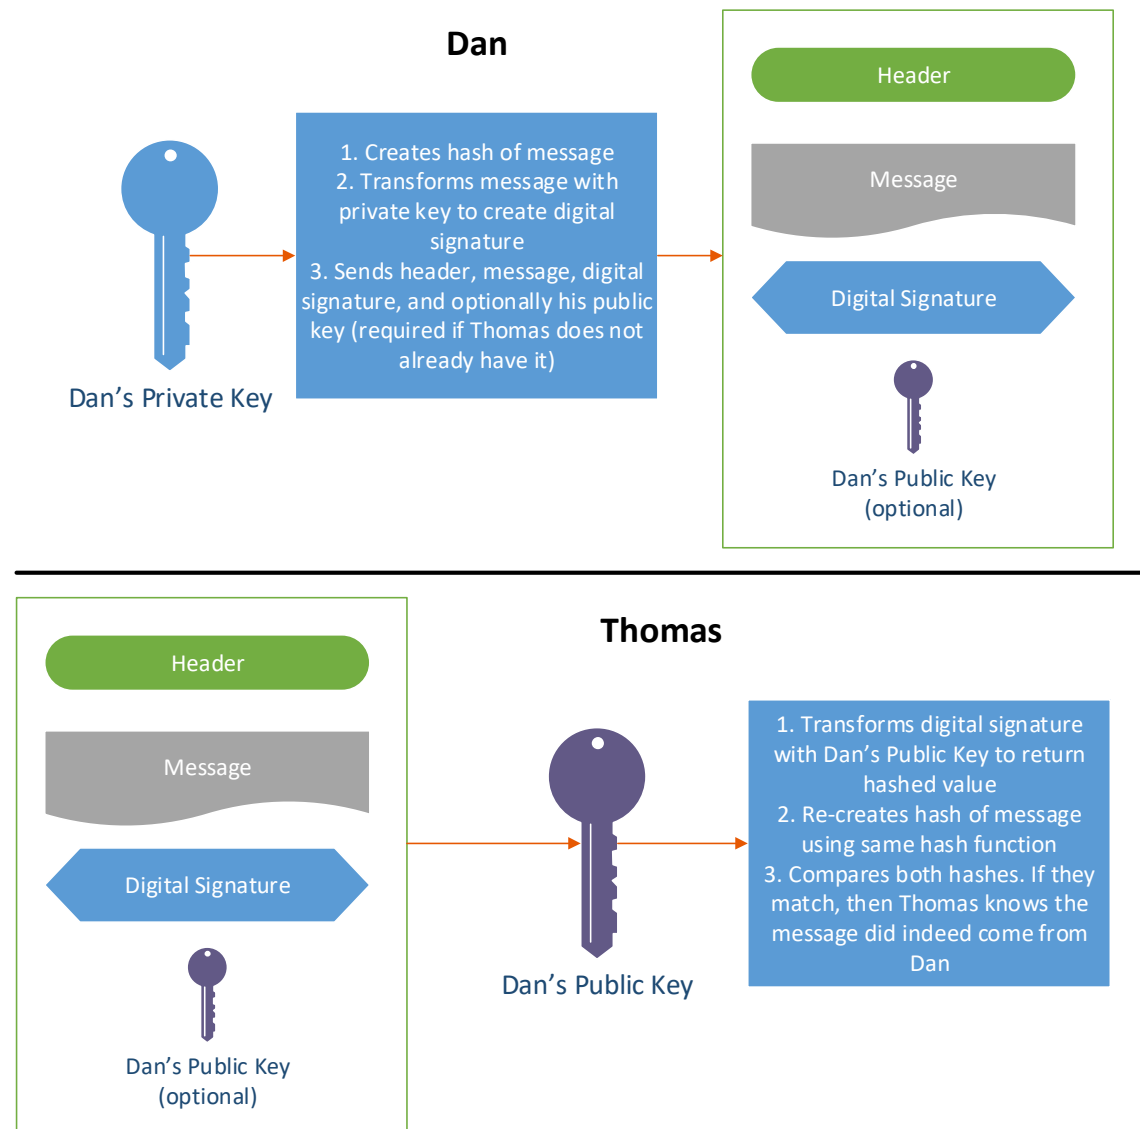 Dan
Dan's Private Key
1. Creates hash of message
2. Transforms message with
private key to create digital
signature
3. Sends header, message, digital
signature, and optionally his public
key (required if Thomas does not
already have it)
Header
Message
Digital Signature
Dan's Public Key
(optional)
Thomas
Header
Message
Digital Signature
Dan's Public Key
(optional)
Dan's Public Key
1. Transforms digital signature
with Dan's Public Key to return
hashed value
2. Re-creates hash of message
using same hash function
3. Compares both hashes. If they
match, then Thomas knows the
message did indeed come from
Dan